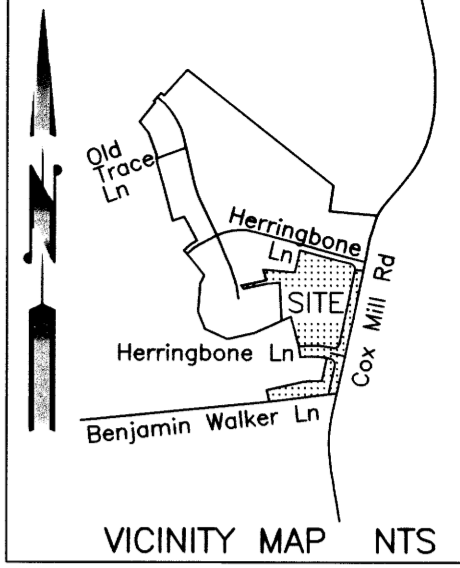 N
Old
Trace
Ln
Herringbone
Ln
SITE
Cox Mill Rd
Herringbone Ln
Benjamin Walker Ln
VICINITY MAP NTS